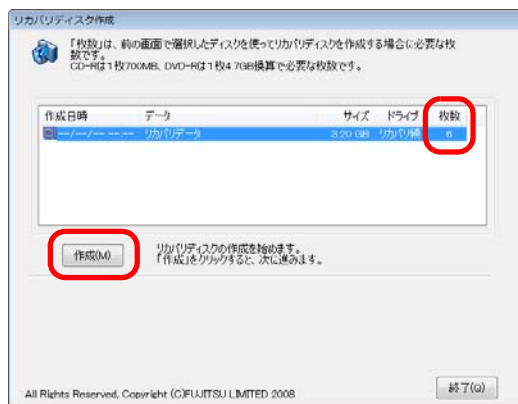 リカバリディスク作成
「枚数」は、前の画面で選択したディスクを使ってリカバリディスクを作成する場合に必要な枚
数です。
CD-Rは1枚700MB、DVD-Rは1枚4.7GB換算で必要な枚数です。
作成日時 データ サイズ ドライブ 枚数
--/--/-- --:-- リカバリデータ 3.20 GB リカバリ領 6
作成(M)
リカバリディスクの作成を始めます。
「作成」をクリックすると、次に進みます。
All Rights Reserved, Copyright (C)FUJITSU LIMITED 2008
終了(Q)